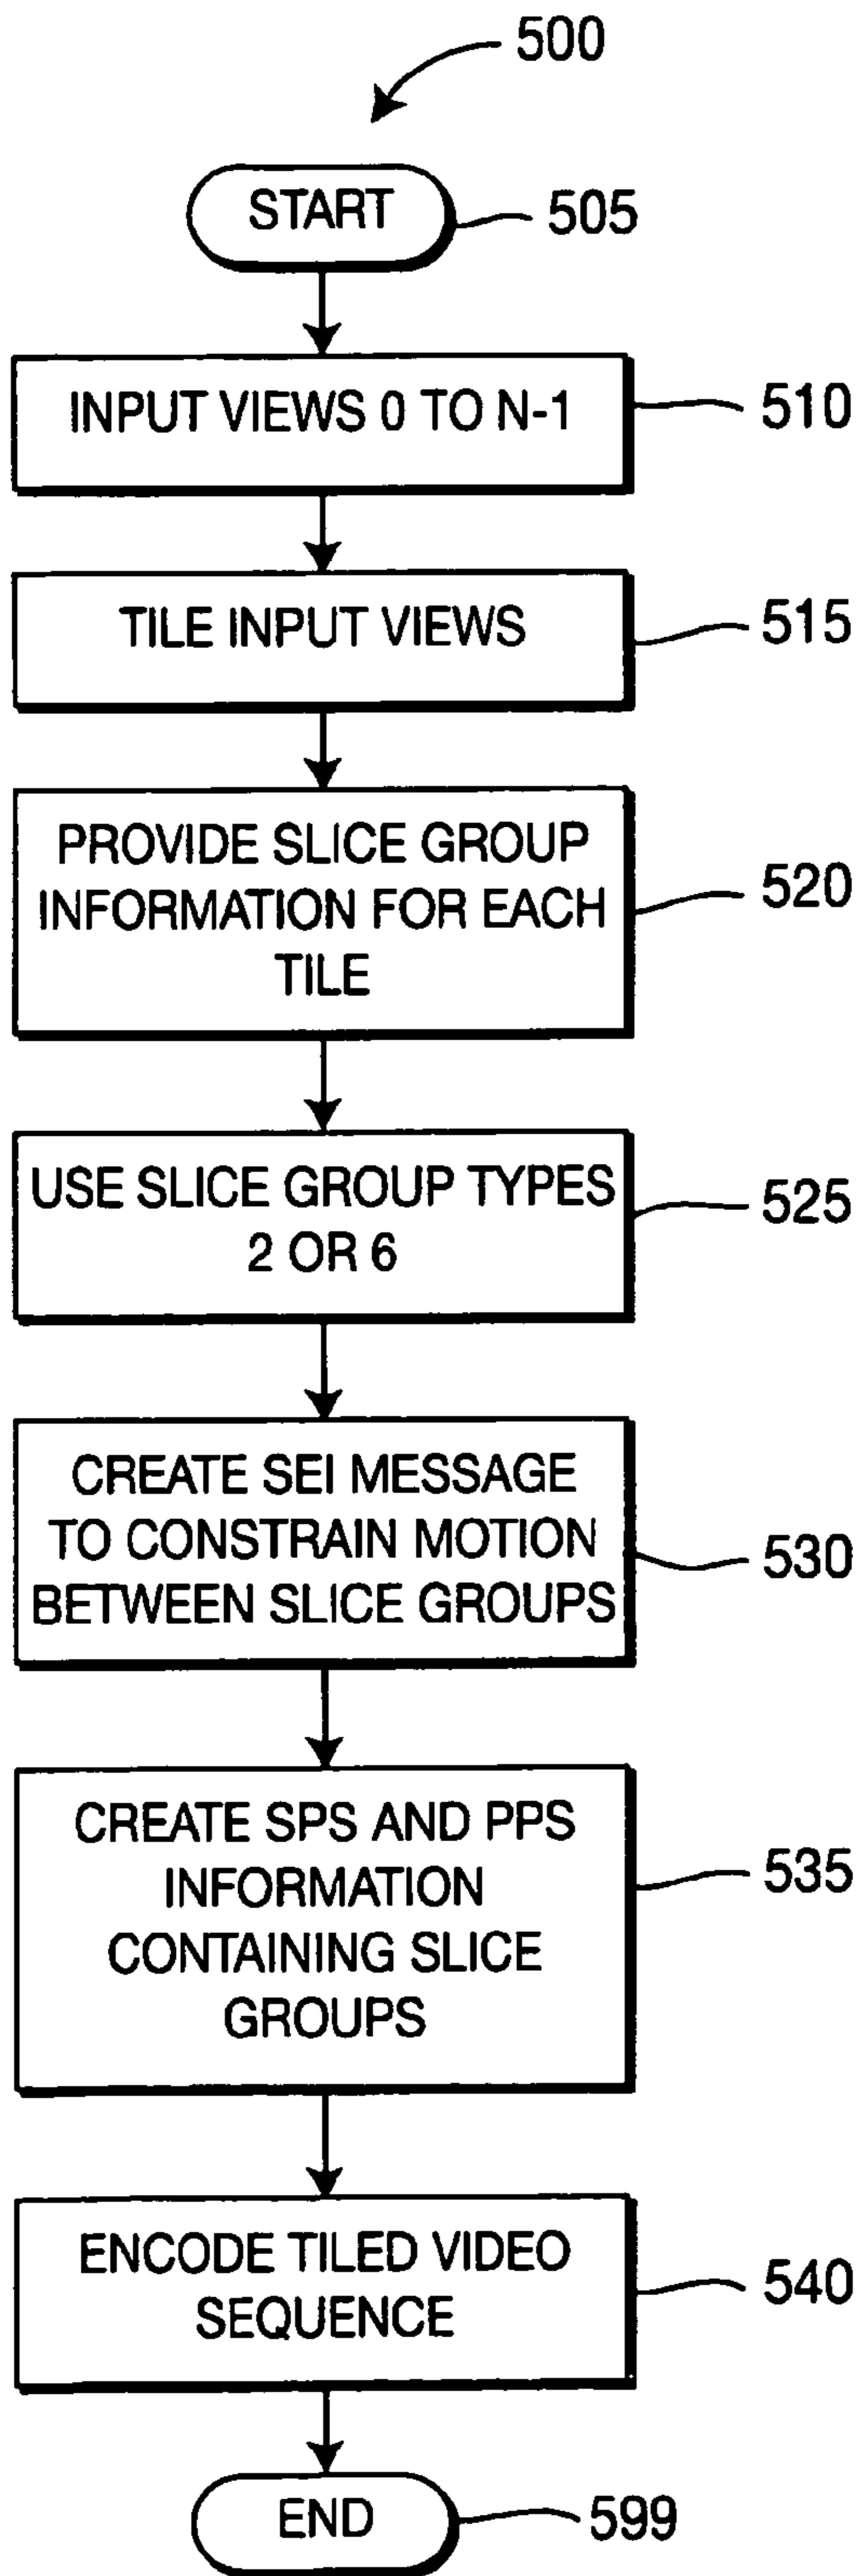 500
START
505
INPUT VIEWS 0 TO N-1
510
TILE INPUT VIEWS
515
PROVIDE SLICE GROUP
INFORMATION FOR EACH
TILE
520
USE SLICE GROUP TYPES
2 OR 6
525
CREATE SEI MESSAGE
TO CONSTRAIN MOTION
BETWEEN SLICE GROUPS
530
CREATE SPS AND PPS
INFORMATION
CONTAINING SLICE
GROUPS
535
ENCODE TILED VIDEO
SEQUENCE
540
END
599